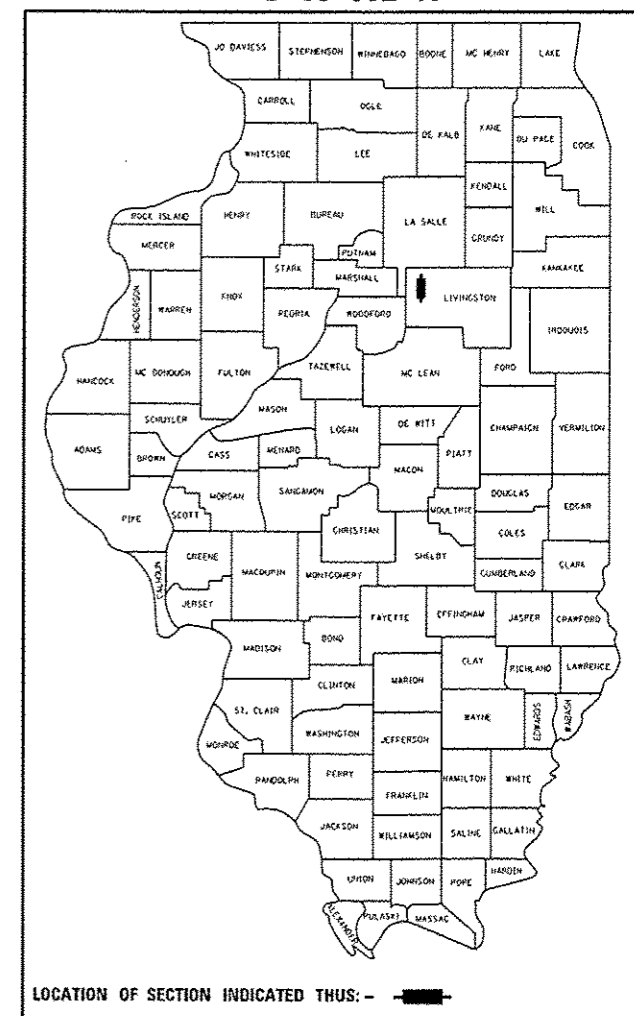 JO DAVIESS STEPHENSON WINNEBAGO BOONE MC HENRY LAKE
CARROLL OGLE DE KALB KANE DU PAGE COOK
WHITESIDE LEE KENDALL WILL
ROCK ISLAND HENRY BUREAU LA SALLE GRUNDY
MERCER STARK PUTNAM MARSHALL KANKAKEE
HENDERSON WARREN KNOX PEORIA WOODFORD LIVINGSTON IROQUOIS
HANCOCK MC DONOUGH FULTON TAZEWELL MC LEAN FORD
SCHUYLER MASON LOGAN DE WITT CHAMPAIGN VERMILION
ADAMS BROWN CASS MENARD MACON PIATT
PIKE SCOTT MORGAN SANGAMON CHRISTIAN MOULTRIE DOUGLAS EDGAR
COLES
CALHOUN GREENE MACOUPIN MONTGOMERY SHELBY CUMBERLAND CLARK
JERSEY FAYETTE EFFINGHAM JASPER CRAWFORD
MADISON BOND CLAY RICHLAND LAWRENCE
ST. CLAIR CLINTON MARION WAYNE EDWARDS WABASH
MONROE WASHINGTON JEFFERSON
RANDOLPH PERRY FRANKLIN HAMILTON WHITE
JACKSON WILLIAMSON SALINE GALLATIN
UNION JOHNSON POPE HARDIN
ALEXANDER PULASKI MASSAC
LOCATION OF SECTION INDICATED THUS: -